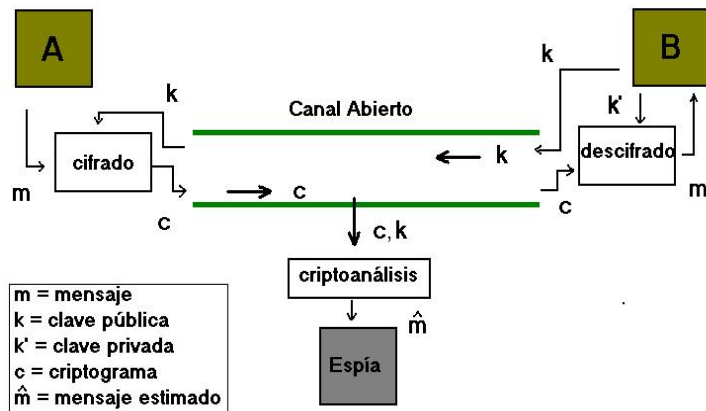 A
B
k
k
Canal Abierto
k'
cifrado
k
descifrado
m
c
m
c
c
c, k
criptoanálisis
m̂
Espía
m = mensaje
k = clave pública
k' = clave privada
c = criptograma
m̂ = mensaje estimado